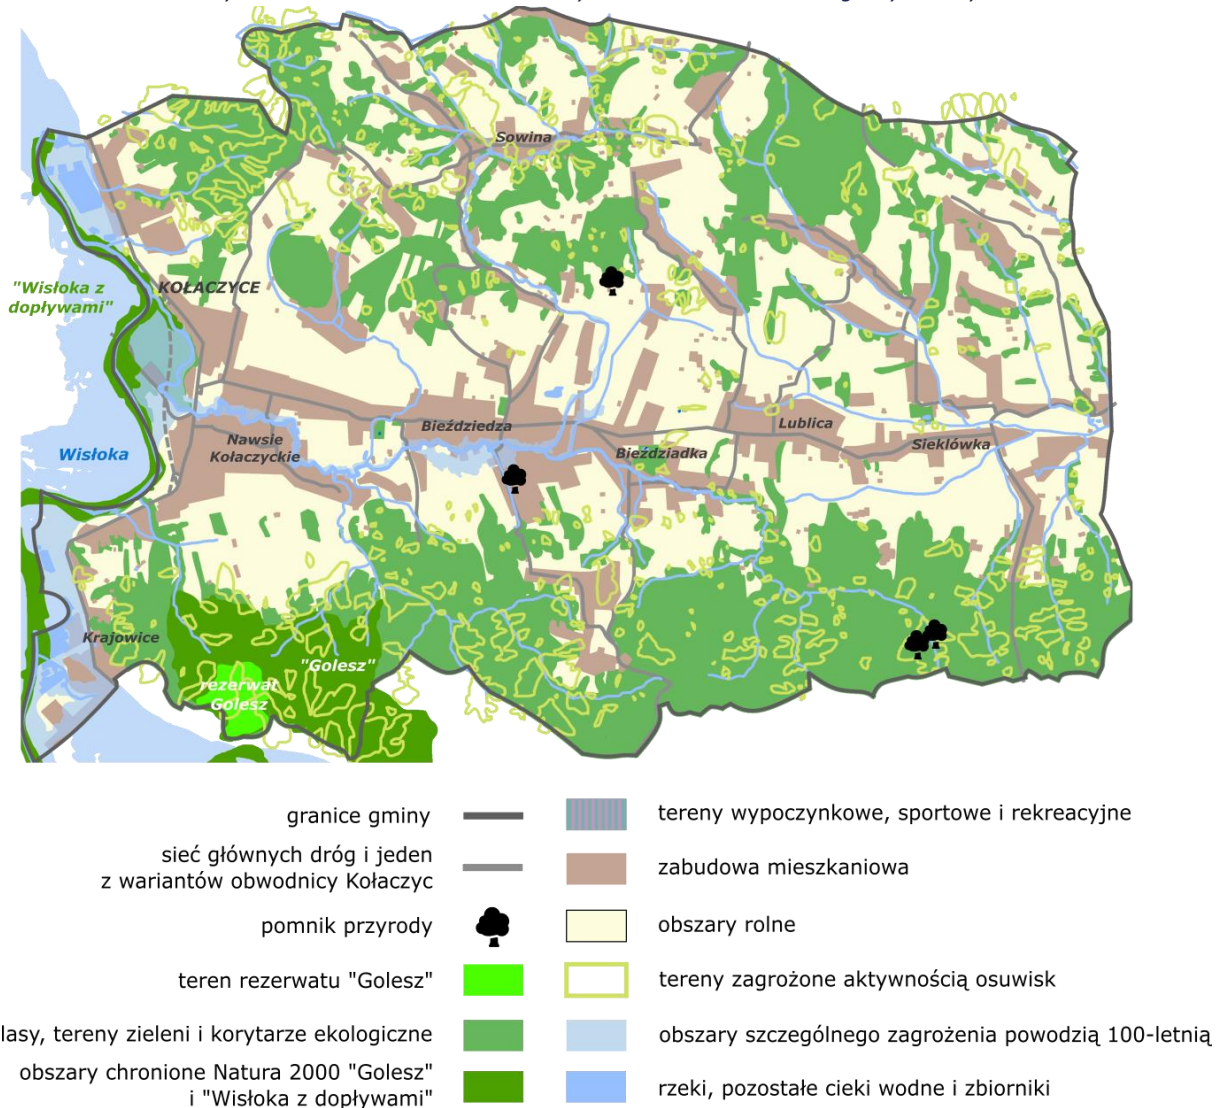 Sowina
"Wisłoka z
dopływami"
KOŁACZYCE
Wisłoka
Nawsie
Kołaczyckie
Bieździedza
Bieździadka
Lublica
Sieklówka
Krajowice
"Golesz"
rezerwat
Golesz
granice gminy
tereny wypoczynkowe, sportowe i rekreacyjne
sieć głównych dróg i jeden
z wariantów obwodnicy Kołaczyc
zabudowa mieszkaniowa
pomnik przyrody
obszary rolne
teren rezerwatu "Golesz"
tereny zagrożone aktywnością osuwisk
lasy, tereny zieleni i korytarze ekologiczne
obszary szczególnego zagrożenia powodzią 100-letnią
obszary chronione Natura 2000 "Golesz"
i "Wisłoka z dopływami"
rzeki, pozostałe cieki wodne i zbiorniki